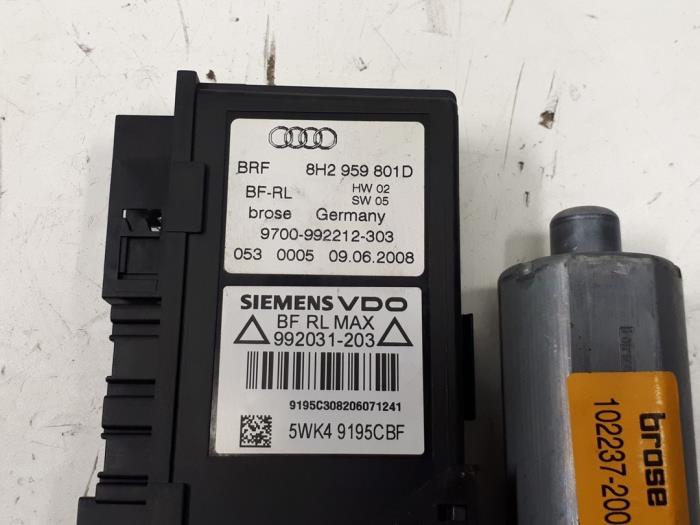 BRF 8H2 959 801D
BF-RL HW 02
SW 05
brose Germany
9700-992212-303
053 0005 09.06.2008
SIEMENS VDO
BF RL MAX
992031-203
9195C308206071241
5WK4 9195CBF
brose
102237-200